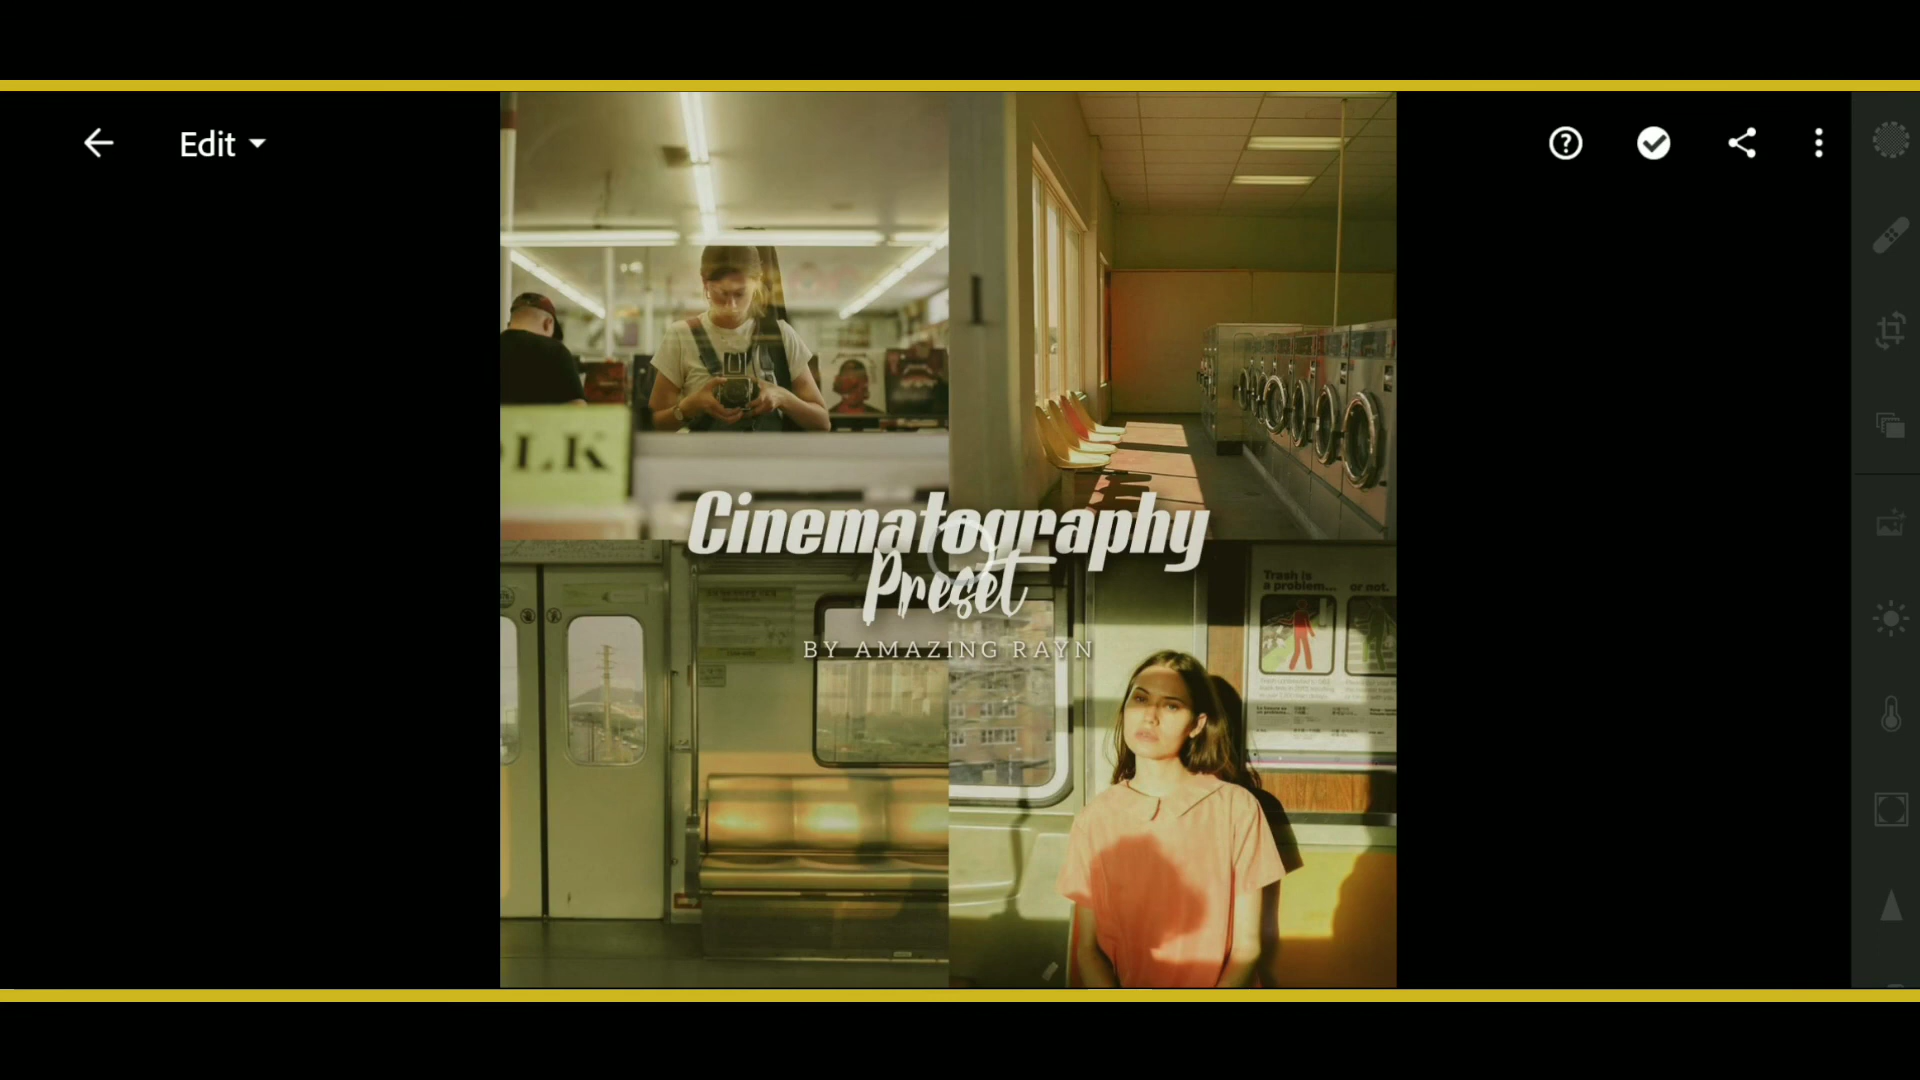 Edit
LK
Cinematography
Preset
BY AMAZING RAYN
Trash is
a problem...
or not.